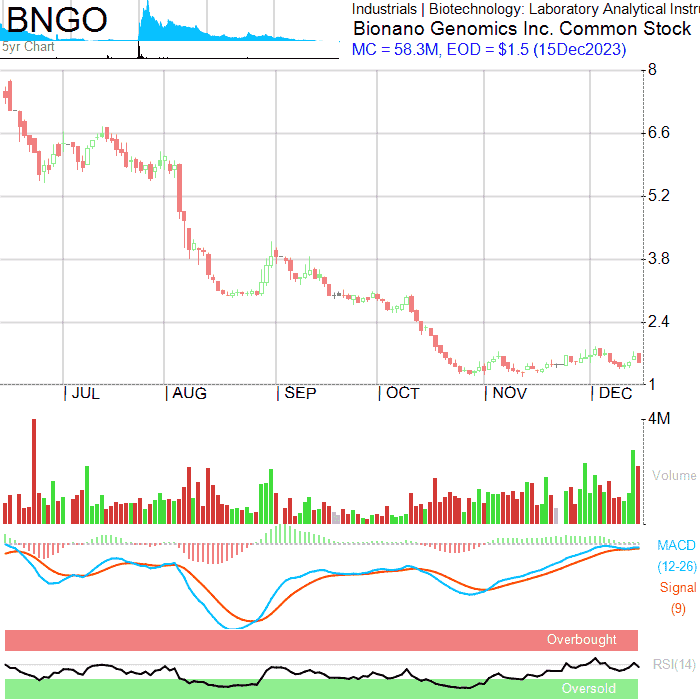 BNGO
5yr Chart
Industrials | Biotechnology: Laboratory Analytical Instru
Bionano Genomics Inc. Common Stock
MC = 58.3M, EOD = $1.5 (15Dec2023)
8
6.6
5.2
3.8
2.4
1
JUL AUG SEP OCT NOV DEC
4M
Volume
MACD
(12-26)
Signal
(9)
Overbought
RSI(14)
Oversold